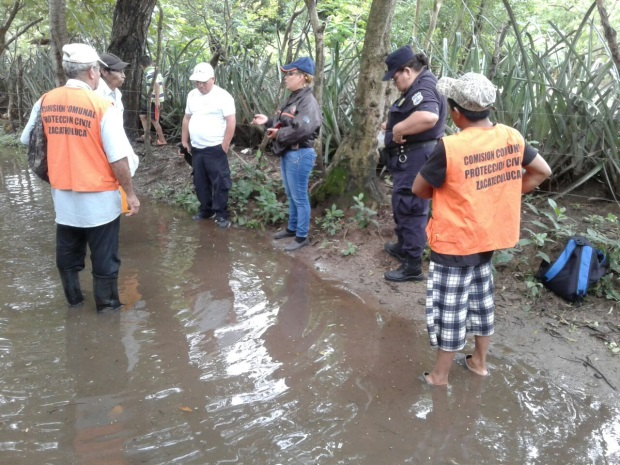 COMISION COMUNAL
PROTECCION CIVIL
ZACATECOLUCA
COMISION COMUNAL
PROTECCION CIVIL
ZACATECOLUCA